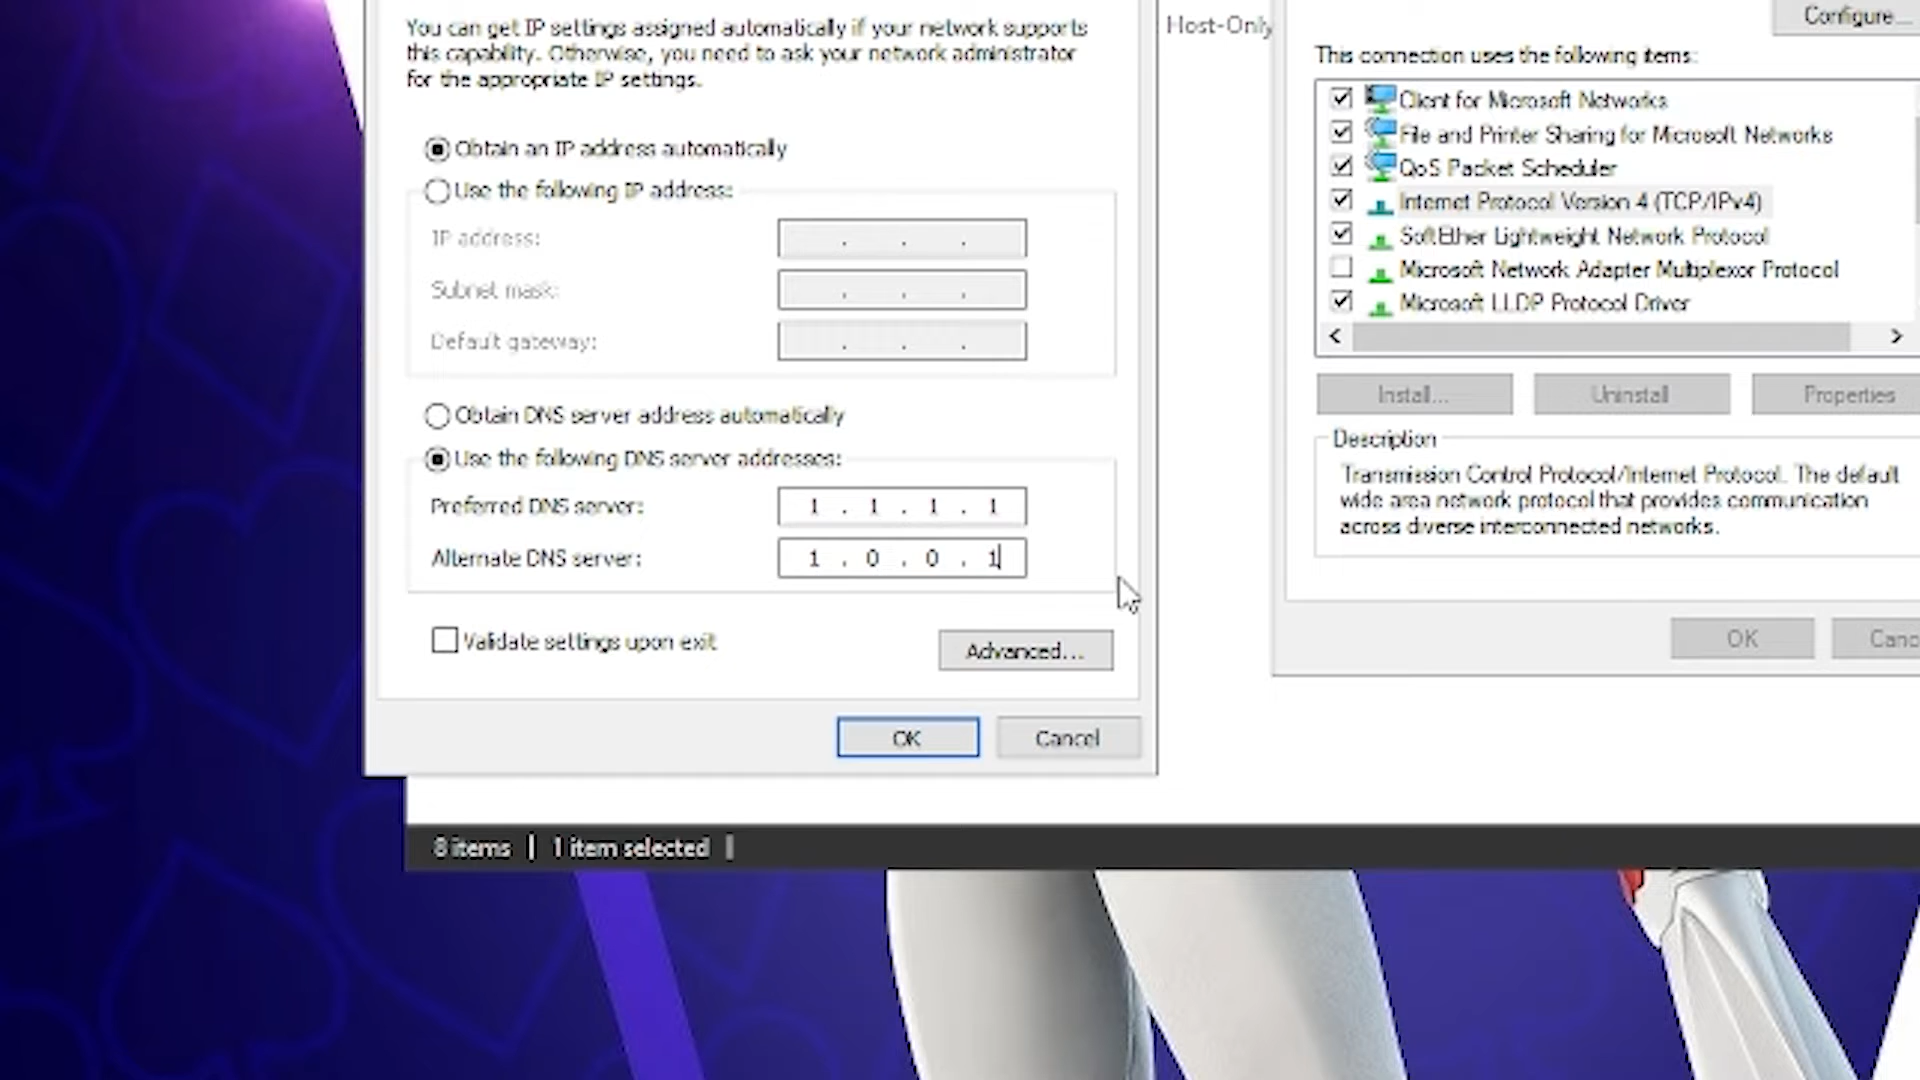 You can get IP settings assigned automatically if your network supports
this capability. Otherwise, you need to ask your network administrator
for the appropriate IP settings.
Obtain an IP address automatically
Use the following IP address:
IP address:
. . .
Subnet mask:
. . .
Default gateway:
. . .
Obtain DNS server address automatically
Use the following DNS server addresses:
Preferred DNS server:
1 . 1 . 1 . 1
Alternate DNS server:
1 . 0 . 0 . 1
Validate settings upon exit
Advanced...
OK
Cancel
8 items
1 item selected
Host-Only
Configure...
This connection uses the following items:
Client for Microsoft Networks
File and Printer Sharing for Microsoft Networks
QoS Packet Scheduler
Internet Protocol Version 4 (TCP/IPv4)
SoftEther Lightweight Network Protocol
Microsoft Network Adapter Multiplexor Protocol
Microsoft LLDP Protocol Driver
Install...
Uninstall
Properties
Description
Transmission Control Protocol/Internet Protocol. The default
wide area network protocol that provides communication
across diverse interconnected networks.
OK
Canc